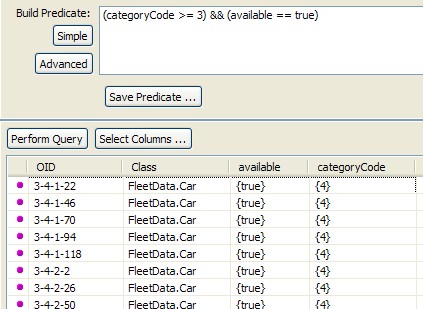 Build Predicate: (categoryCode >= 3) && (available == true)
Simple
Advanced
Save Predicate ...
Perform Query Select Columns ...
OID Class available categoryCode
3-4-1-22 FleetData.Car {true} {4}
3-4-1-46 FleetData.Car {true} {4}
3-4-1-70 FleetData.Car {true} {4}
3-4-1-94 FleetData.Car {true} {4}
3-4-1-118 FleetData.Car {true} {4}
3-4-2-2 FleetData.Car {true} {4}
3-4-2-26 FleetData.Car {true} {4}
3-4-2-50 FleetData.Car {true} {4}